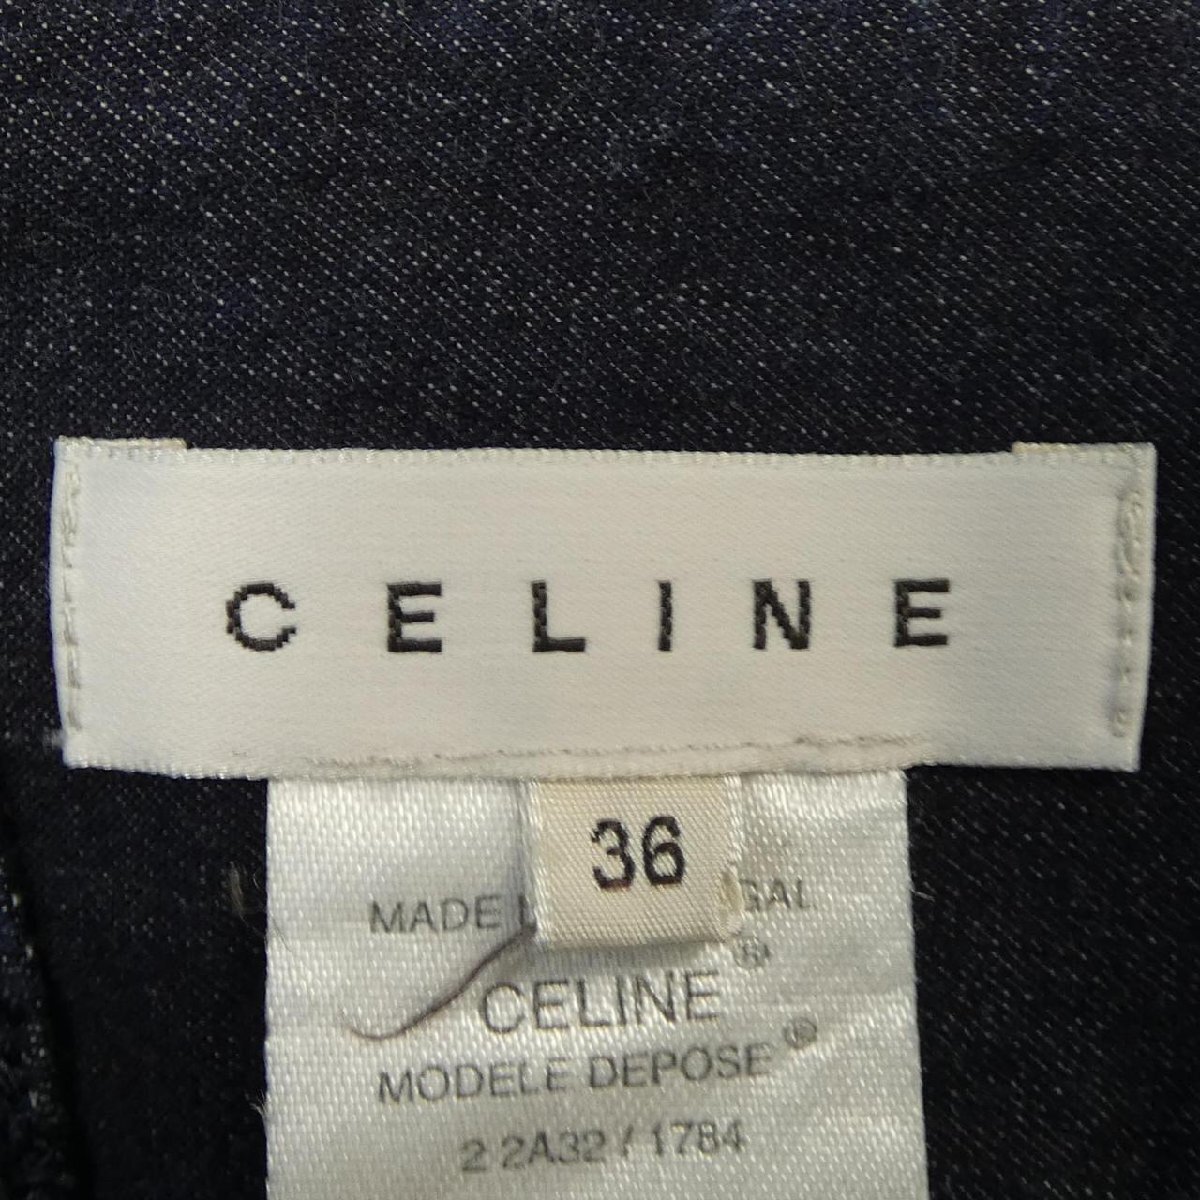 CELINE
36
MADE GAL
CELINE®
MODELE DEPOSE®
2 2A32 / 1784